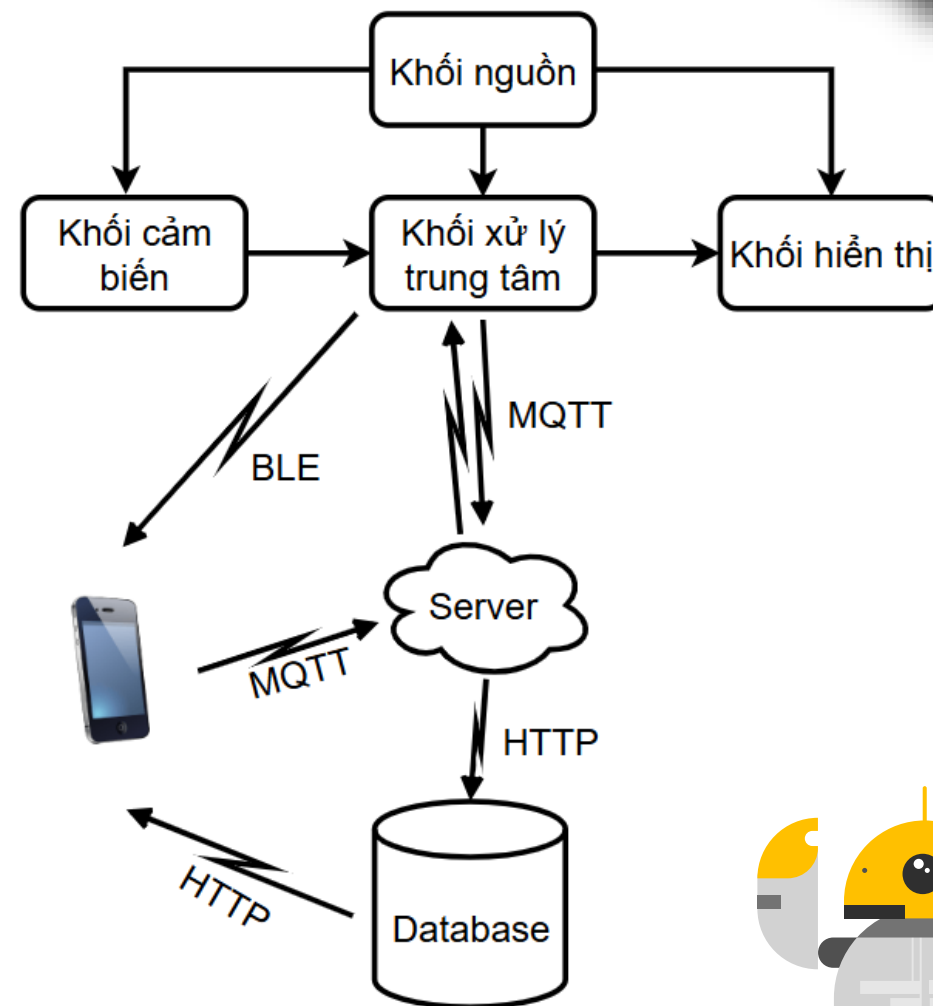 Khối nguồn
Khối cảm
biến
Khối xử lý
trung tâm
Khối hiển thị
MQTT
BLE
Server
MQTT
HTTP
HTTP
Database